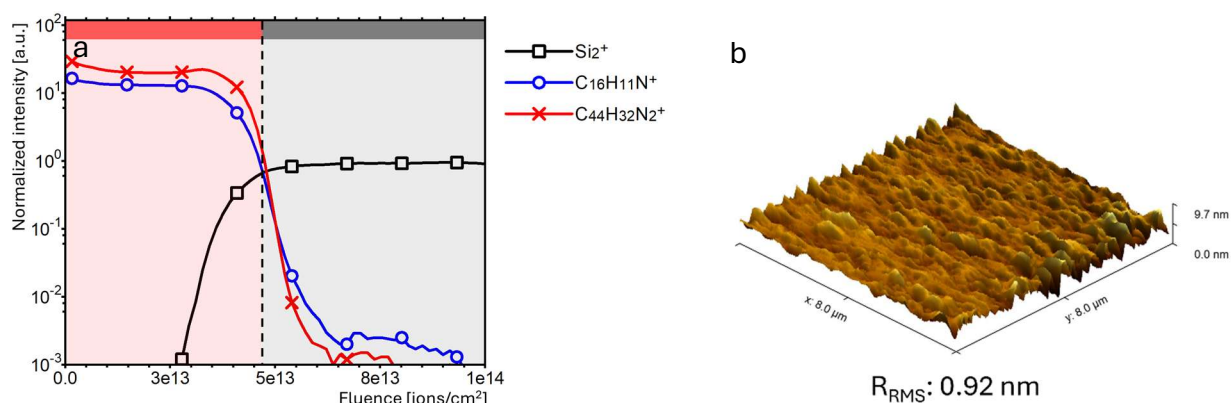 a
Normalized intensity [a.u.]
10²
10¹
10⁰
10⁻¹
10⁻²
10⁻³
0.0 3e13 5e13 8e13 1e14
Fluence [ions/cm²]
Si₂⁺
C₁₆H₁₁N⁺
C₄₄H₃₂N₂⁺
b
9.7 nm
0.0 nm
x: 8.0 µm
y: 8.0 µm
R_RMS: 0.92 nm